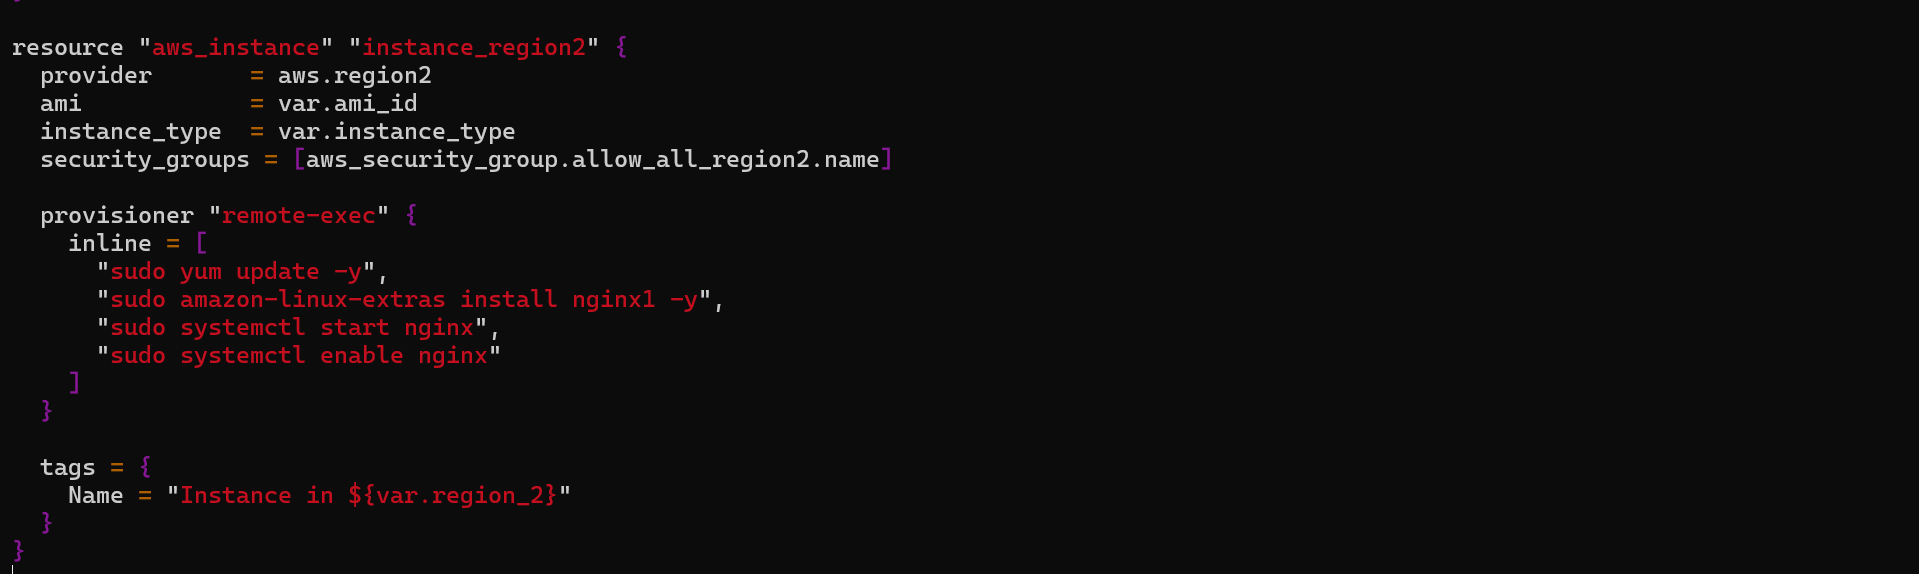 }
resource "aws_instance" "instance_region2" {
  provider       = aws.region2
  ami            = var.ami_id
  instance_type  = var.instance_type
  security_groups = [aws_security_group.allow_all_region2.name]

  provisioner "remote-exec" {
    inline = [
      "sudo yum update -y",
      "sudo amazon-linux-extras install nginx1 -y",
      "sudo systemctl start nginx",
      "sudo systemctl enable nginx"
    ]
  }

  tags = {
    Name = "Instance in ${var.region_2}"
  }
}